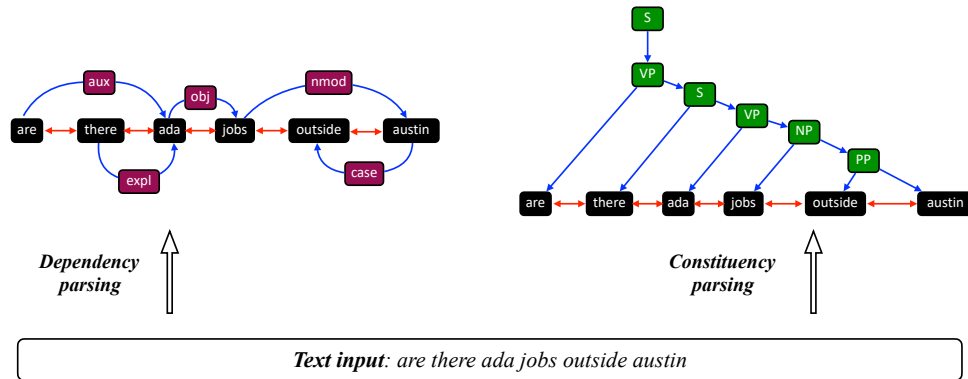 S
aux
nmod
VP
obj
S
VP
are there ada jobs outside austin
NP
PP
expl
case
are there ada jobs outside austin
Dependency
parsing
Constituency
parsing
Text input: are there ada jobs outside austin